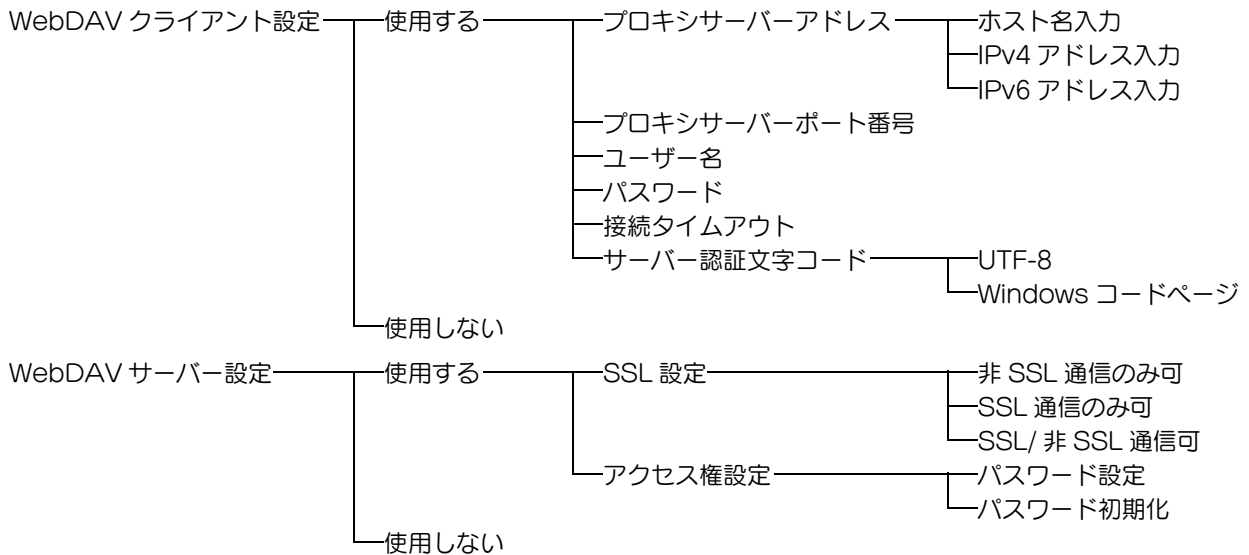 WebDAV クライアント設定 使用する プロキシサーバーアドレス ホスト名入力
IPv4 アドレス入力
IPv6 アドレス入力
プロキシサーバーポート番号
ユーザー名
パスワード
接続タイムアウト
サーバー認証文字コード UTF-8
Windows コードページ
使用しない
WebDAV サーバー設定 使用する SSL 設定 非 SSL 通信のみ可
SSL 通信のみ可
SSL/ 非 SSL 通信可
アクセス権設定 パスワード設定
パスワード初期化
使用しない